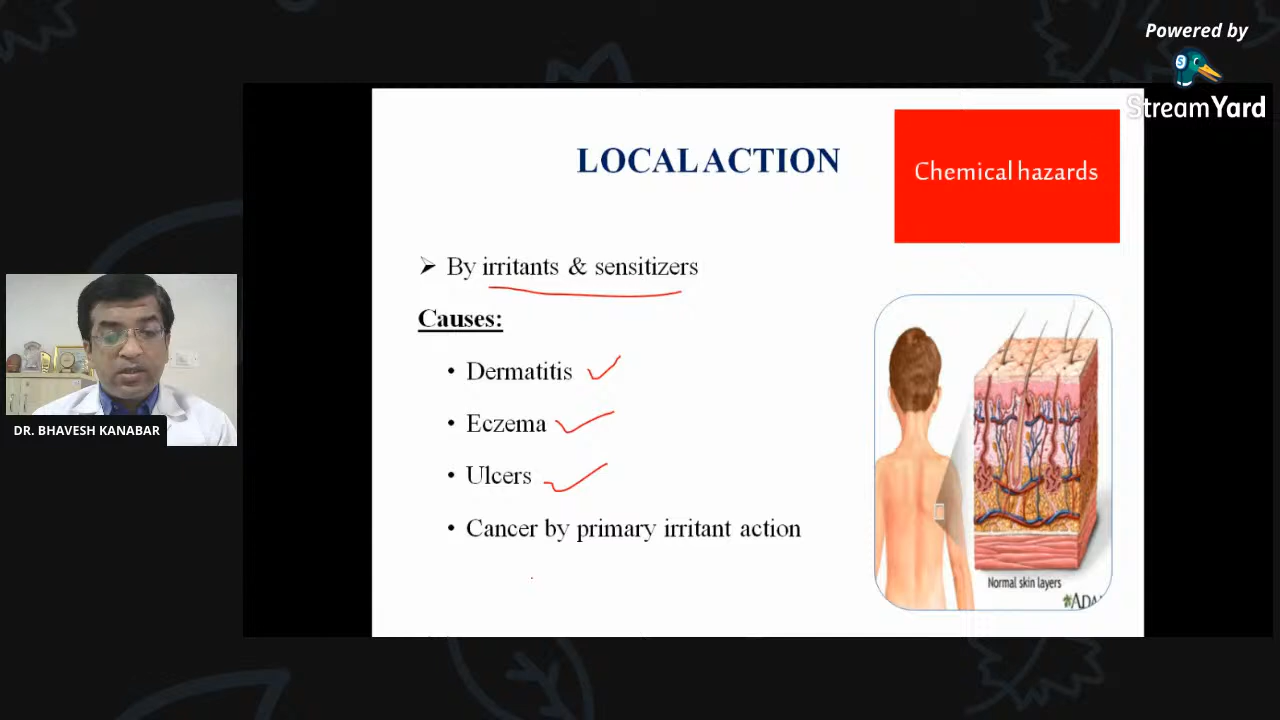 Powered by
StreamYard
LOCAL ACTION
Chemical hazards
➤ By irritants & sensitizers
Causes:
• Dermatitis
• Eczema
• Ulcers
• Cancer by primary irritant action
Normal skin layers
DR. BHAVESH KANABAR